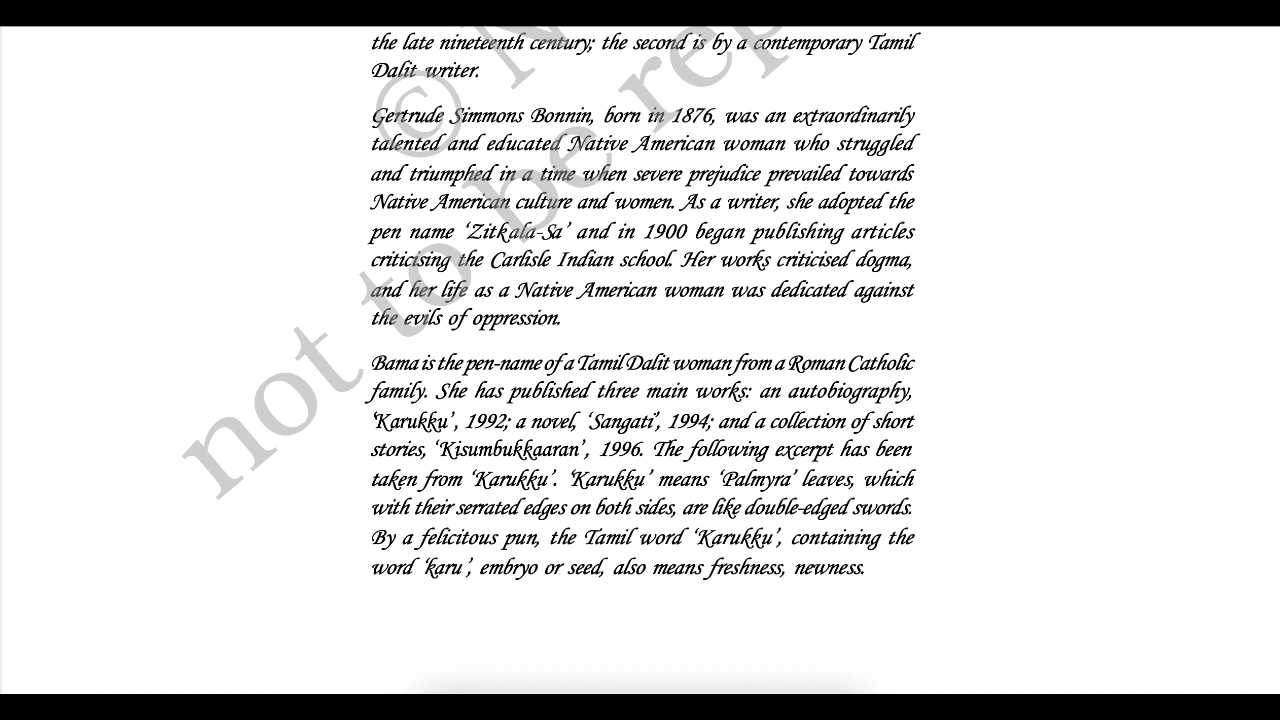 the late nineteenth century; the second is by a contemporary Tamil
Dalit writer.
Gertrude Simmons Bonnin, born in 1876, was an extraordinarily
talented and educated Native American woman who struggled
and triumphed in a time when severe prejudice prevailed towards
Native American culture and women. As a writer, she adopted the
pen name ‘Zitkala-Sa’ and in 1900 began publishing articles
criticising the Carlisle Indian school. Her works criticised dogma,
and her life as a Native American woman was dedicated against
the evils of oppression.
Bama is the pen-name of a Tamil Dalit woman from a Roman Catholic
family. She has published three main works: an autobiography,
‘Karukku’, 1992; a novel, ‘Sangati’, 1994; and a collection of short
stories, ‘Kisumbukkaaran’, 1996. The following excerpt has been
taken from ‘Karukku’. ‘Karukku’ means ‘Palmyra’ leaves, which
with their serrated edges on both sides, are like double-edged swords.
By a felicitous pun, the Tamil word ‘Karukku’, containing the
word ‘karu’, embryo or seed, also means freshness, newness.
© N
not to be rep